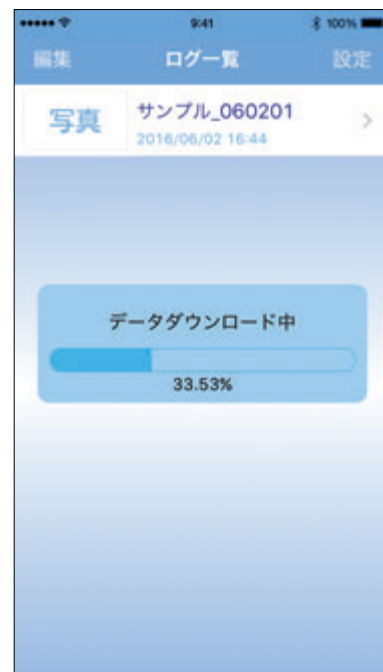 9:41
100%
編集
ログ一覧
設定
写真
サンプル_060201
2016/06/02 16:44
データダウンロード中
33.53%